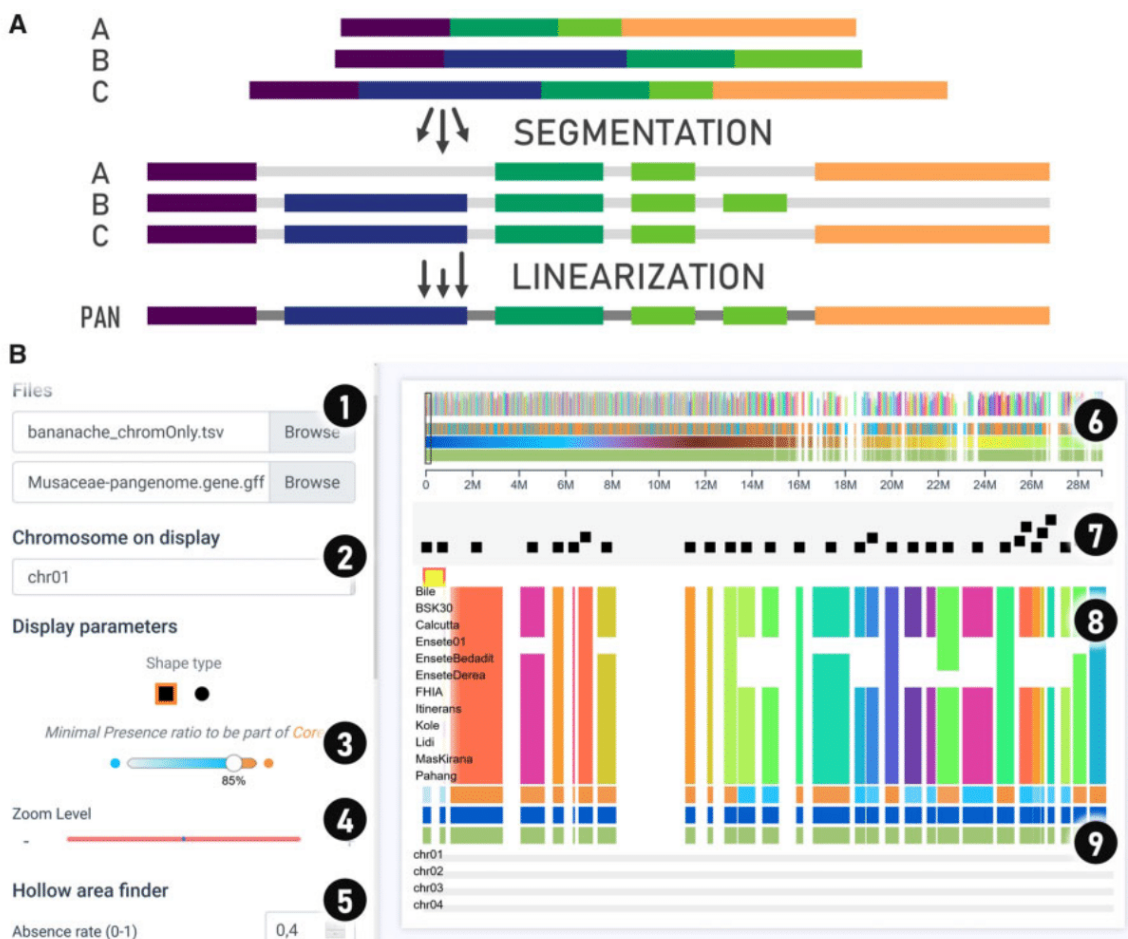 A
A
B
C
SEGMENTATION
A
B
C
LINEARIZATION
PAN
B
Files
1
bananache_chromOnly.tsv Browse
Musaceae-pangenome.gene.gff Browse
Chromosome on display
2
chr01
Display parameters
Shape type
Minimal Presence ratio to be part of Core
3
85%
Zoom Level
4
-
Hollow area finder
5
Absence rate (0-1) 0,4
6
0 2M 4M 6M 8M 10M 12M 14M 16M 18M 20M 22M 24M 26M 28M
7
Bile
BSK30
8
Calcutta
Ensete01
EnseteBedadit
EnseteDerea
FHIA
Itinerans
Kole
Lidi
MasKirana
Pahang
9
chr01
chr02
chr03
chr04